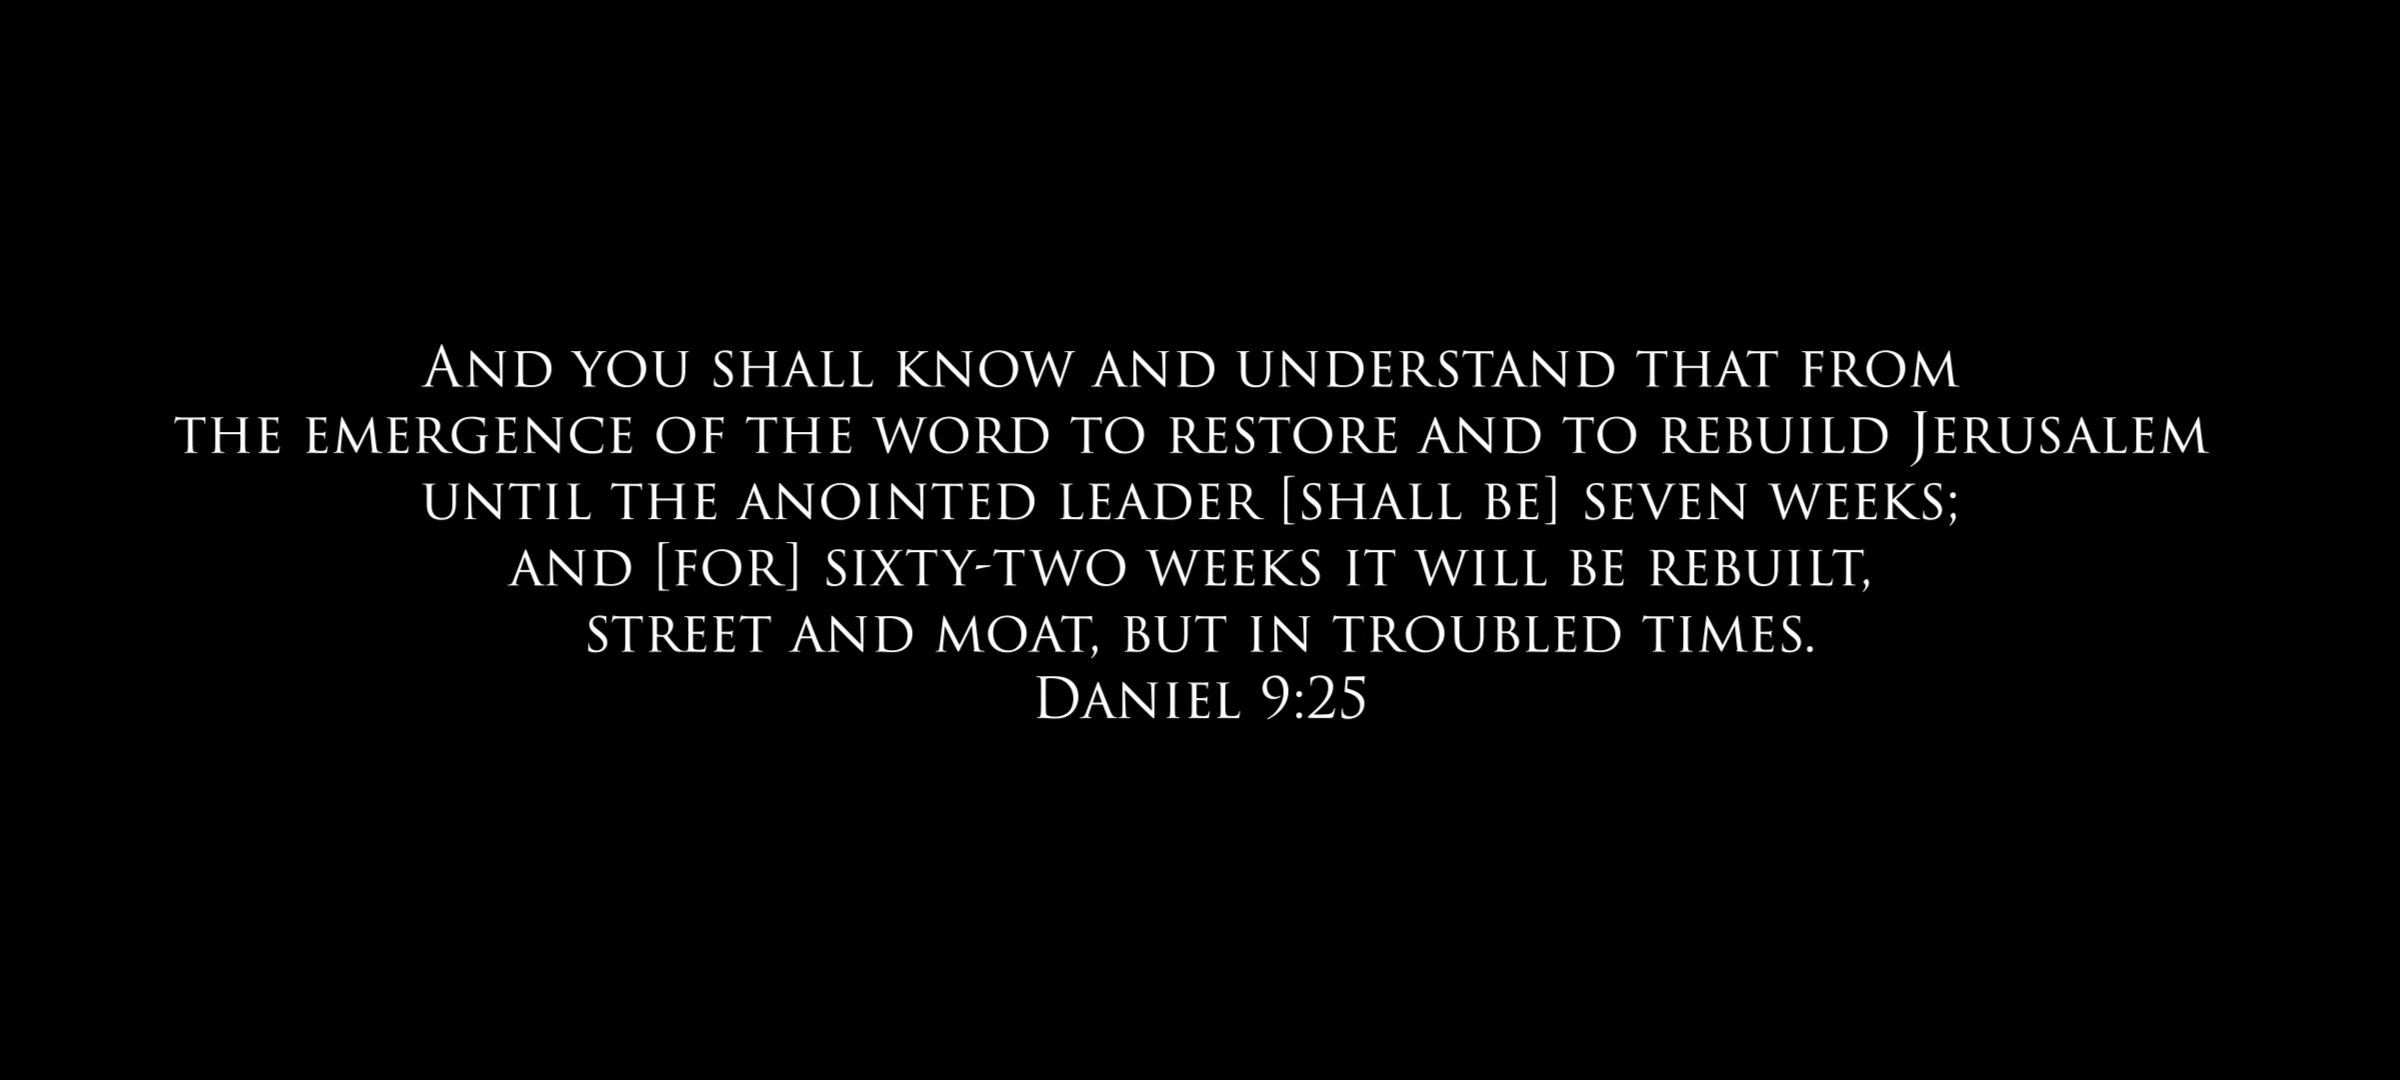 And you shall know and understand that from
the emergence of the word to restore and to rebuild Jerusalem
until the anointed leader [shall be] seven weeks;
and [for] sixty-two weeks it will be rebuilt,
street and moat, but in troubled times.
Daniel 9:25